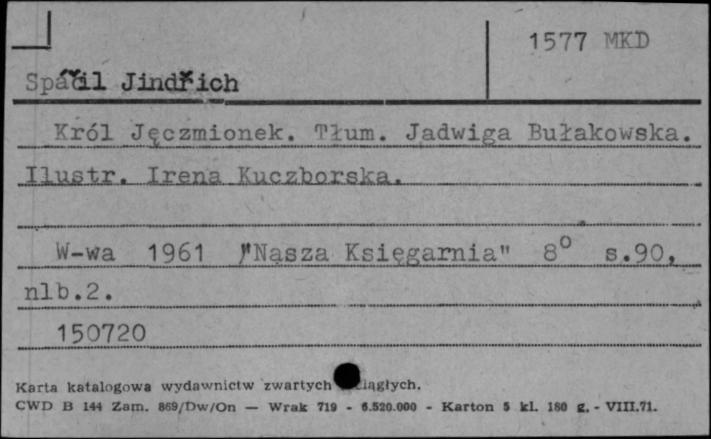 1577 MKD
Spáčil Jindřich
Król Jęczmionek. Tłum. Jadwiga Bułakowska.
Ilustr. Irena Kuczborska.
W-wa 1961 "Nasza Księgarnia" 8° s.90,
nlb.2.
150720
Karta katalogowa wydawnictw zwartych
CWD B 144 Zam. 869/Dw/On — Wrak 719 - 6.520.000 - Karton 5 kl. 180 g. - VIII.71.